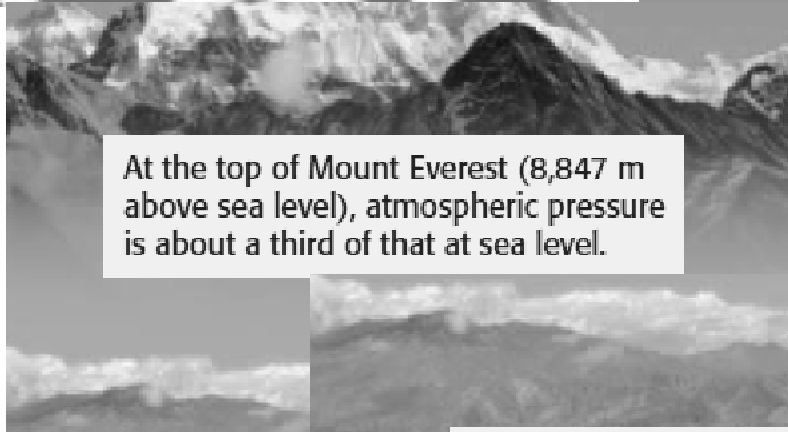 At the top of Mount Everest (8,847 m
above sea level), atmospheric pressure
is about a third of that at sea level.